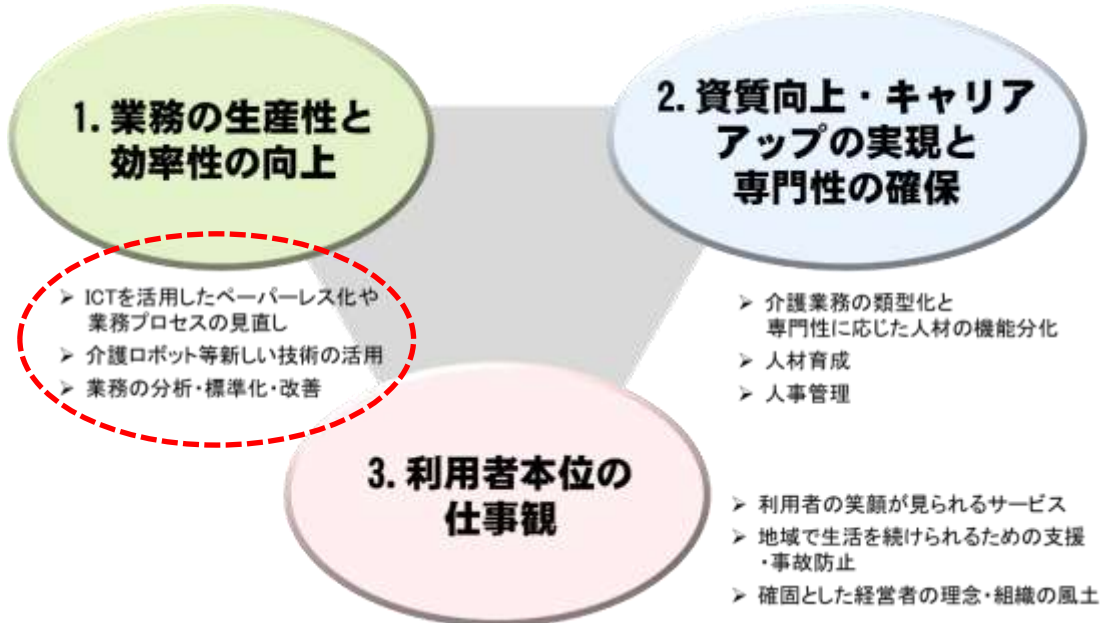 1. 業務の生産性と
効率性の向上
➢ ICTを活用したペーパーレス化や
業務プロセスの見直し
➢ 介護ロボット等新しい技術の活用
➢ 業務の分析・標準化・改善
2. 資質向上・キャリア
アップの実現と
専門性の確保
➢ 介護業務の類型化と
専門性に応じた人材の機能分化
➢ 人材育成
➢ 人事管理
3. 利用者本位の
仕事観
➢ 利用者の笑顔が見られるサービス
➢ 地域で生活を続けられるための支援
・事故防止
➢ 確固とした経営者の理念・組織の風土